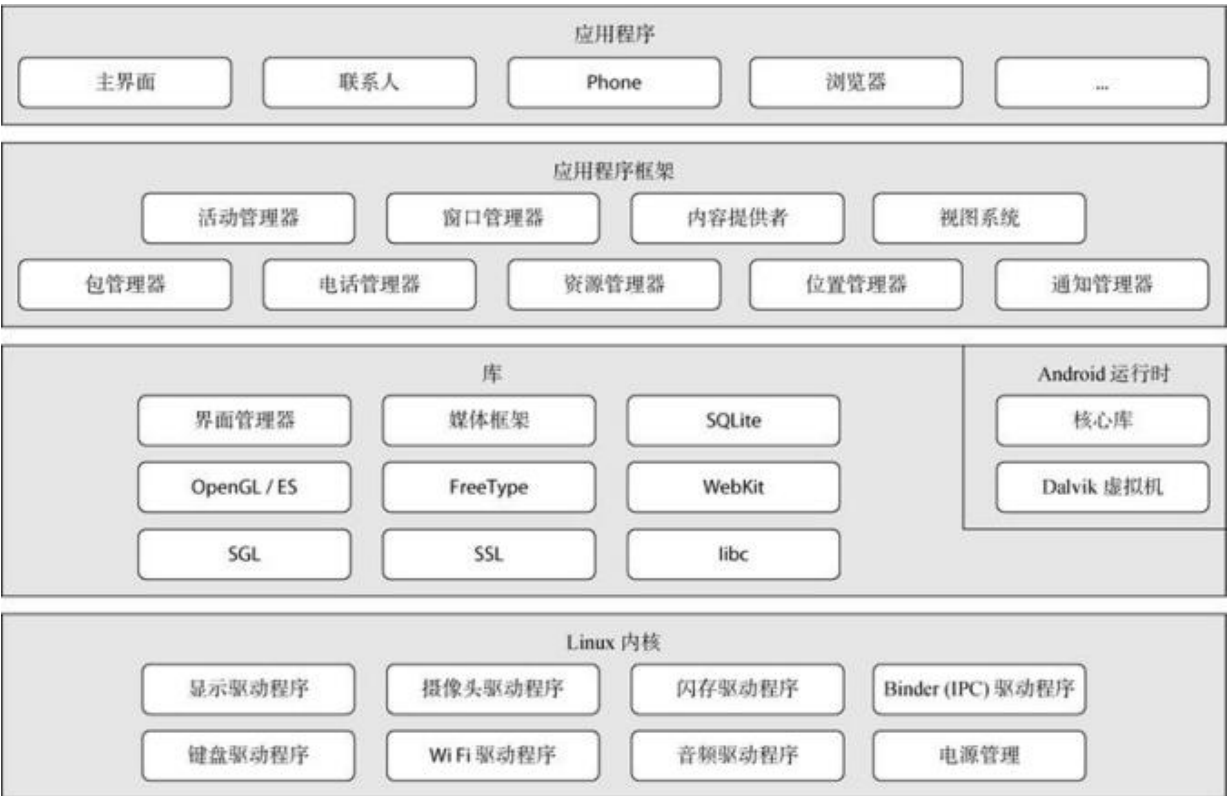 应用程序
主界面 联系人 Phone 浏览器 ...
应用程序框架
活动管理器 窗口管理器 内容提供者 视图系统
包管理器 电话管理器 资源管理器 位置管理器 通知管理器
库
界面管理器 媒体框架 SQLite
OpenGL / ES FreeType WebKit
SGL SSL libc
Android 运行时
核心库
Dalvik 虚拟机
Linux 内核
显示驱动程序 摄像头驱动程序 闪存驱动程序 Binder (IPC) 驱动程序
键盘驱动程序 WiFi 驱动程序 音频驱动程序 电源管理